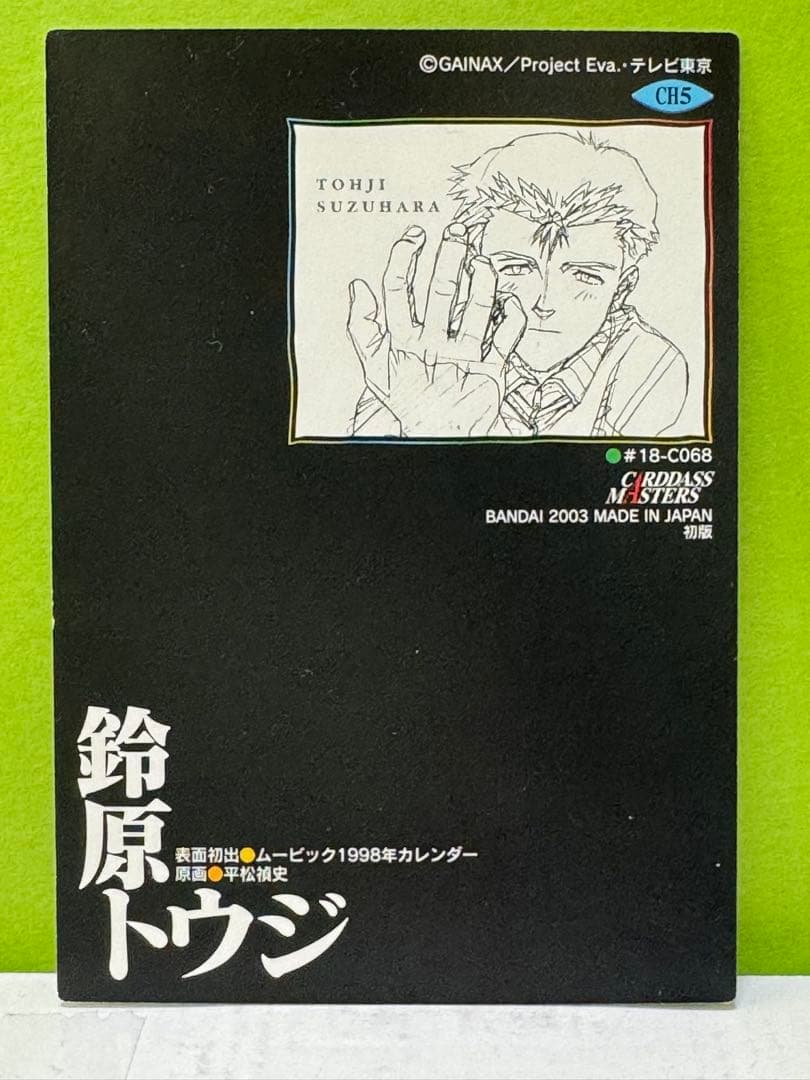 ©GAINAX／Project Eva.・テレビ東京
CH5
TOHJI
SUZUHARA
●#18-C068
CARDDASS
MASTERS
BANDAI 2003 MADE IN JAPAN
初版
鈴原トウジ
表面初出●ムービック1998年カレンダー
原画●平松禎史